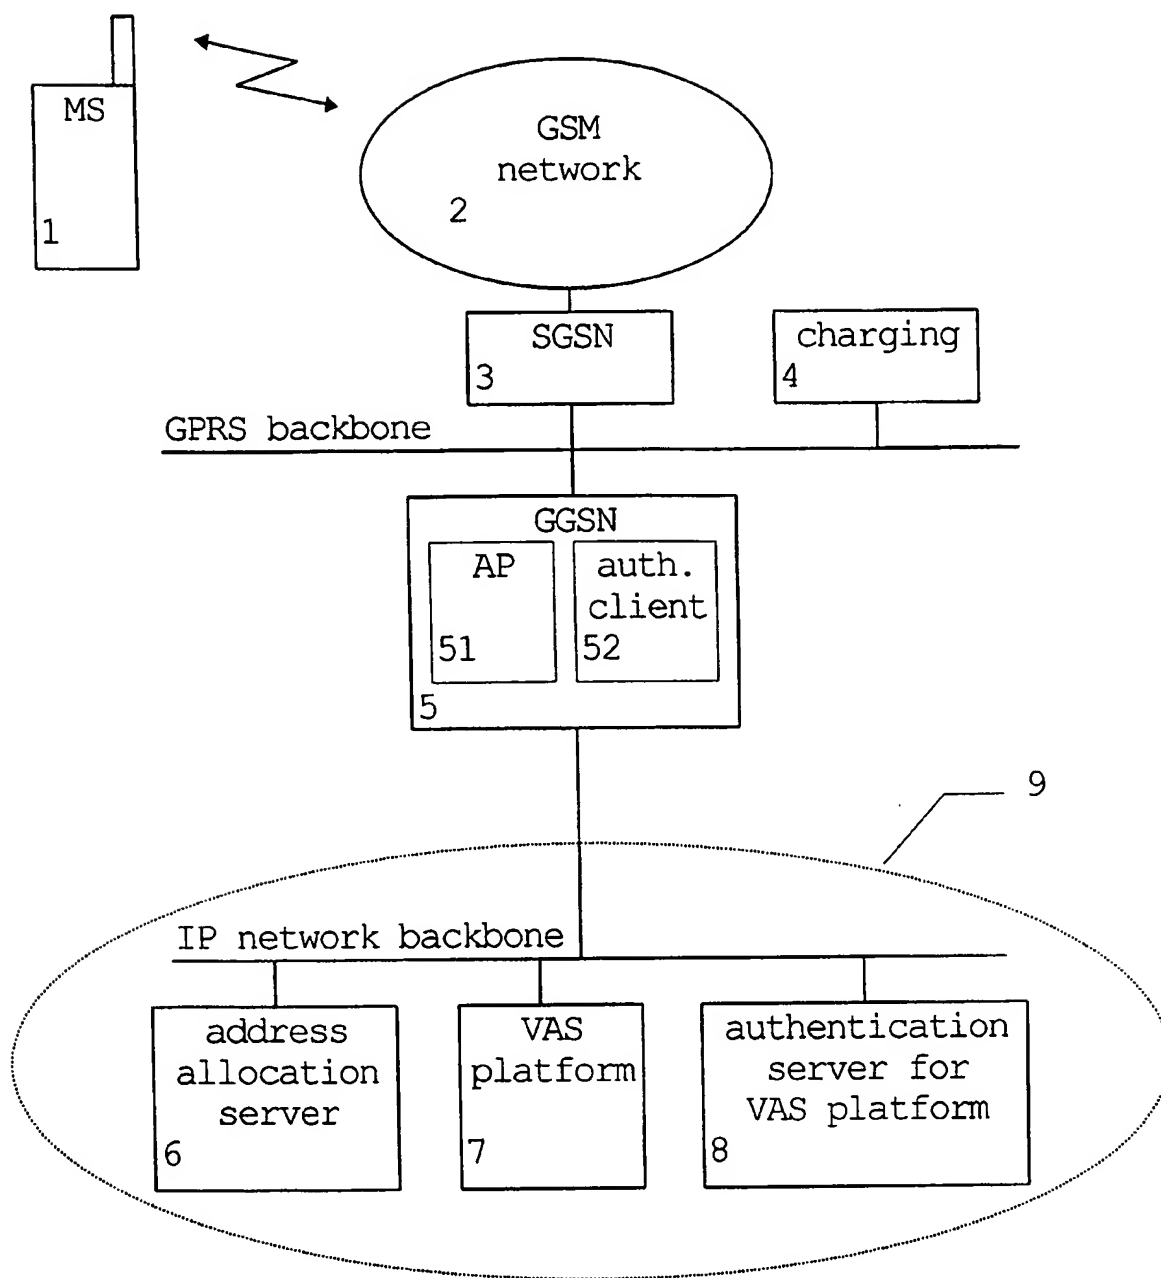 MS
1
GSM
network
2
SGSN
3
charging
4
GPRS backbone
GGSN
AP
51
auth.
client
52
5
9
IP network backbone
address
allocation
server
6
VAS
platform
7
authentication
server for
VAS platform
8